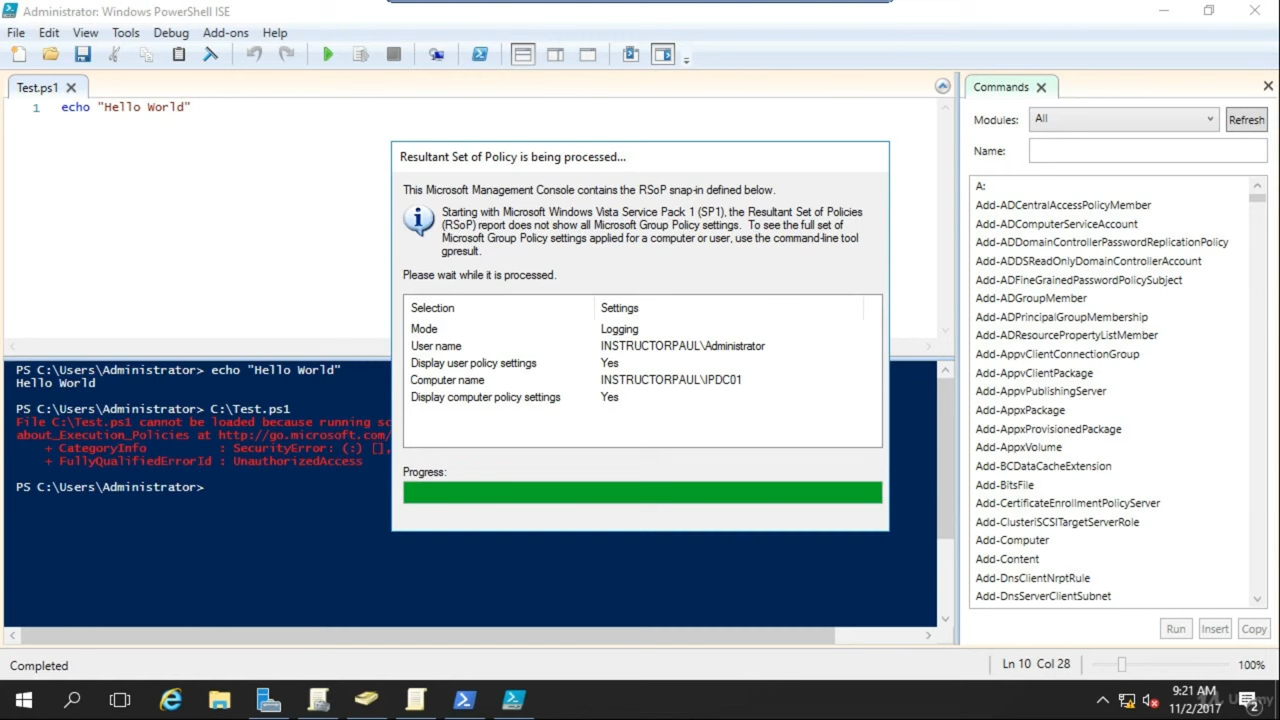 Administrator: Windows PowerShell ISE
File Edit View Tools Debug Add-ons Help
Test.ps1
1 echo "Hello World"
Resultant Set of Policy is being processed...
This Microsoft Management Console contains the RSoP snap-in defined below.
Starting with Microsoft Windows Vista Service Pack 1 (SP1), the Resultant Set of Policies
(RSoP) report does not show all Microsoft Group Policy settings. To see the full set of
Microsoft Group Policy settings applied for a computer or user, use the command-line tool
gpresult.
Please wait while it is processed.
Selection Settings
Mode Logging
User name INSTRUCTORPAUL\Administrator
Display user policy settings Yes
Computer name INSTRUCTORPAUL\IPDC01
Display computer policy settings Yes
Progress:
PS C:\Users\Administrator> echo "Hello World"
Hello World
PS C:\Users\Administrator> C:\Test.ps1
File C:\Test.ps1 cannot be loaded because running sc
about_Execution_Policies at http://go.microsoft.com/
+ CategoryInfo : SecurityError: (:) [],
+ FullyQualifiedErrorId : UnauthorizedAccess
PS C:\Users\Administrator>
Commands
Modules: All Refresh
Name:
A:
Add-ADCentralAccessPolicyMember
Add-ADComputerServiceAccount
Add-ADDomainControllerPasswordReplicationPolicy
Add-ADDSReadOnlyDomainControllerAccount
Add-ADFineGrainedPasswordPolicySubject
Add-ADGroupMember
Add-ADPrincipalGroupMembership
Add-ADResourcePropertyListMember
Add-AppvClientConnectionGroup
Add-AppvClientPackage
Add-AppvPublishingServer
Add-AppxPackage
Add-AppxProvisionedPackage
Add-AppxVolume
Add-BCDataCacheExtension
Add-BitsFile
Add-CertificateEnrollmentPolicyServer
Add-ClusteriSCSITargetServerRole
Add-Computer
Add-Content
Add-DnsClientNrptRule
Add-DnsServerClientSubnet
Run Insert Copy
Completed
Ln 10 Col 28
100%
9:21 AM
11/2/2017
2
Udemy